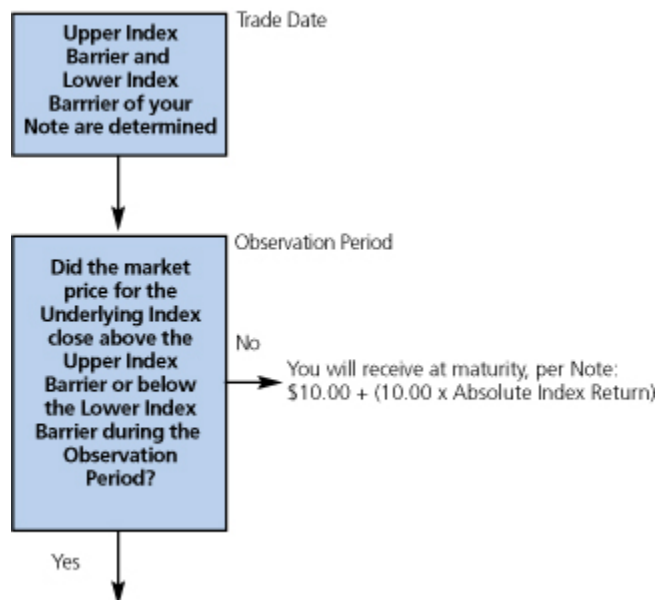 Trade Date
Upper Index
Barrier and
Lower Index
Barrrier of your
Note are determined
Observation Period
Did the market
price for the
Underlying Index
close above the
Upper Index
Barrier or below
the Lower Index
Barrier during the
Observation
Period?
No
You will receive at maturity, per Note:
$10.00 + (10.00 x Absolute Index Return)
Yes